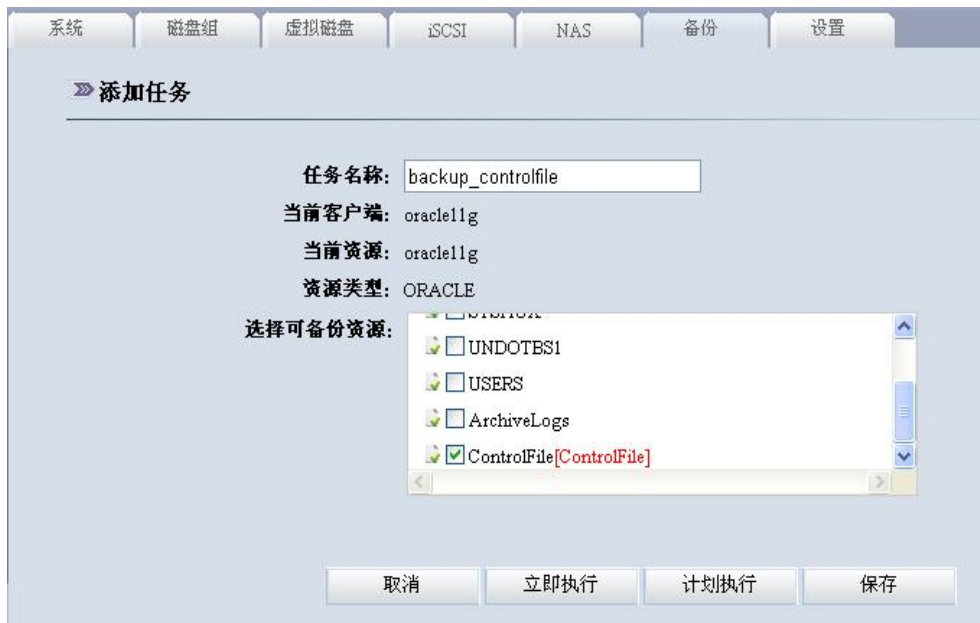 系统 磁盘组 虚拟磁盘 iSCSI NAS 备份 设置
添加任务
任务名称: backup_controlfile
当前客户端: oracle11g
当前资源: oracle11g
资源类型: ORACLE
选择可备份资源:
UNDOTBS1
USERS
ArchiveLogs
ControlFile[ControlFile]
取消 立即执行 计划执行 保存